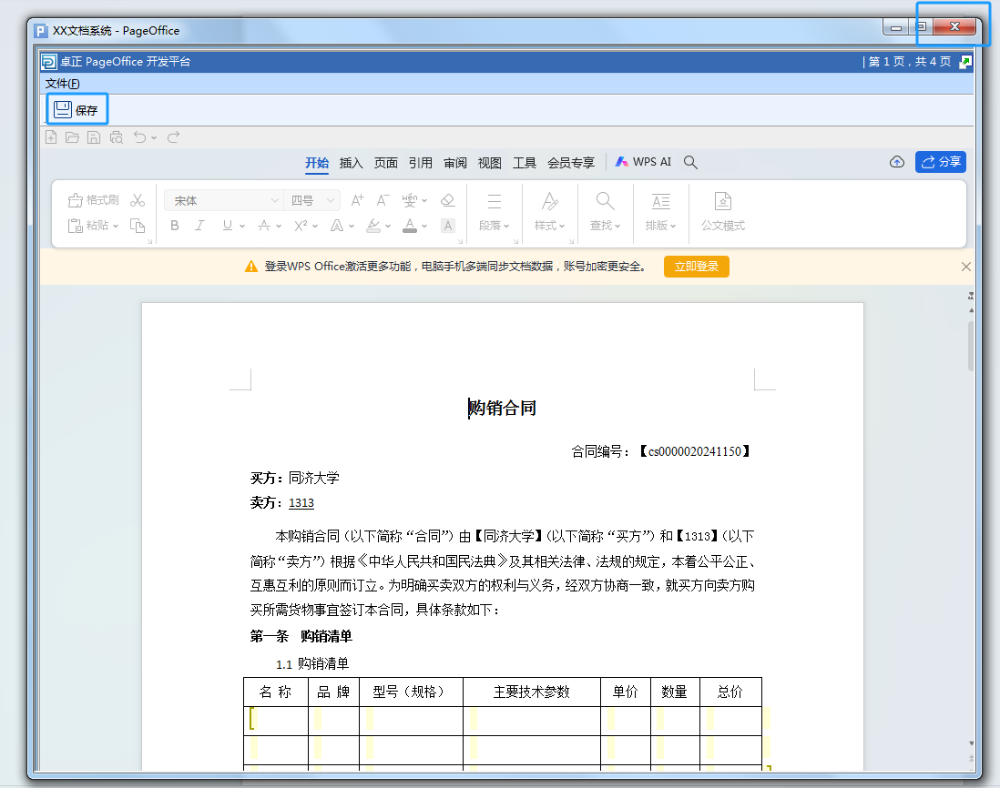 XX文档系统 - PageOffice
卓正 PageOffice 开发平台 | 第 1 页 , 共 4 页
文件(F)
保存
开始 插入 页面 引用 审阅 视图 工具 会员专享 WPS AI 分享
格式刷 宋体 四号 A+ A-
粘贴 B I U A X² A A A 段落 样式 查找 排版 公文模式
登录WPS Office激活更多功能，电脑手机多端同步文档数据，账号加密更安全。 立即登录
购销合同
合同编号：【cs0000020241150】
买方：同济大学
卖方：1313
本购销合同（以下简称“合同”）由【同济大学】（以下简称“买方”）和【1313】（以下
简称“卖方”）根据《中华人民共和国民法典》及其相关法律、法规的规定，本着公平公正、
互惠互利的原则而订立。为明确买卖双方的权利与义务，经双方协商一致，就买方向卖方购
买所需货物事宜签订本合同，具体条款如下：
第一条 购销清单
1.1 购销清单
名 称 品 牌 型号（规格） 主要技术参数 单价 数量 总价